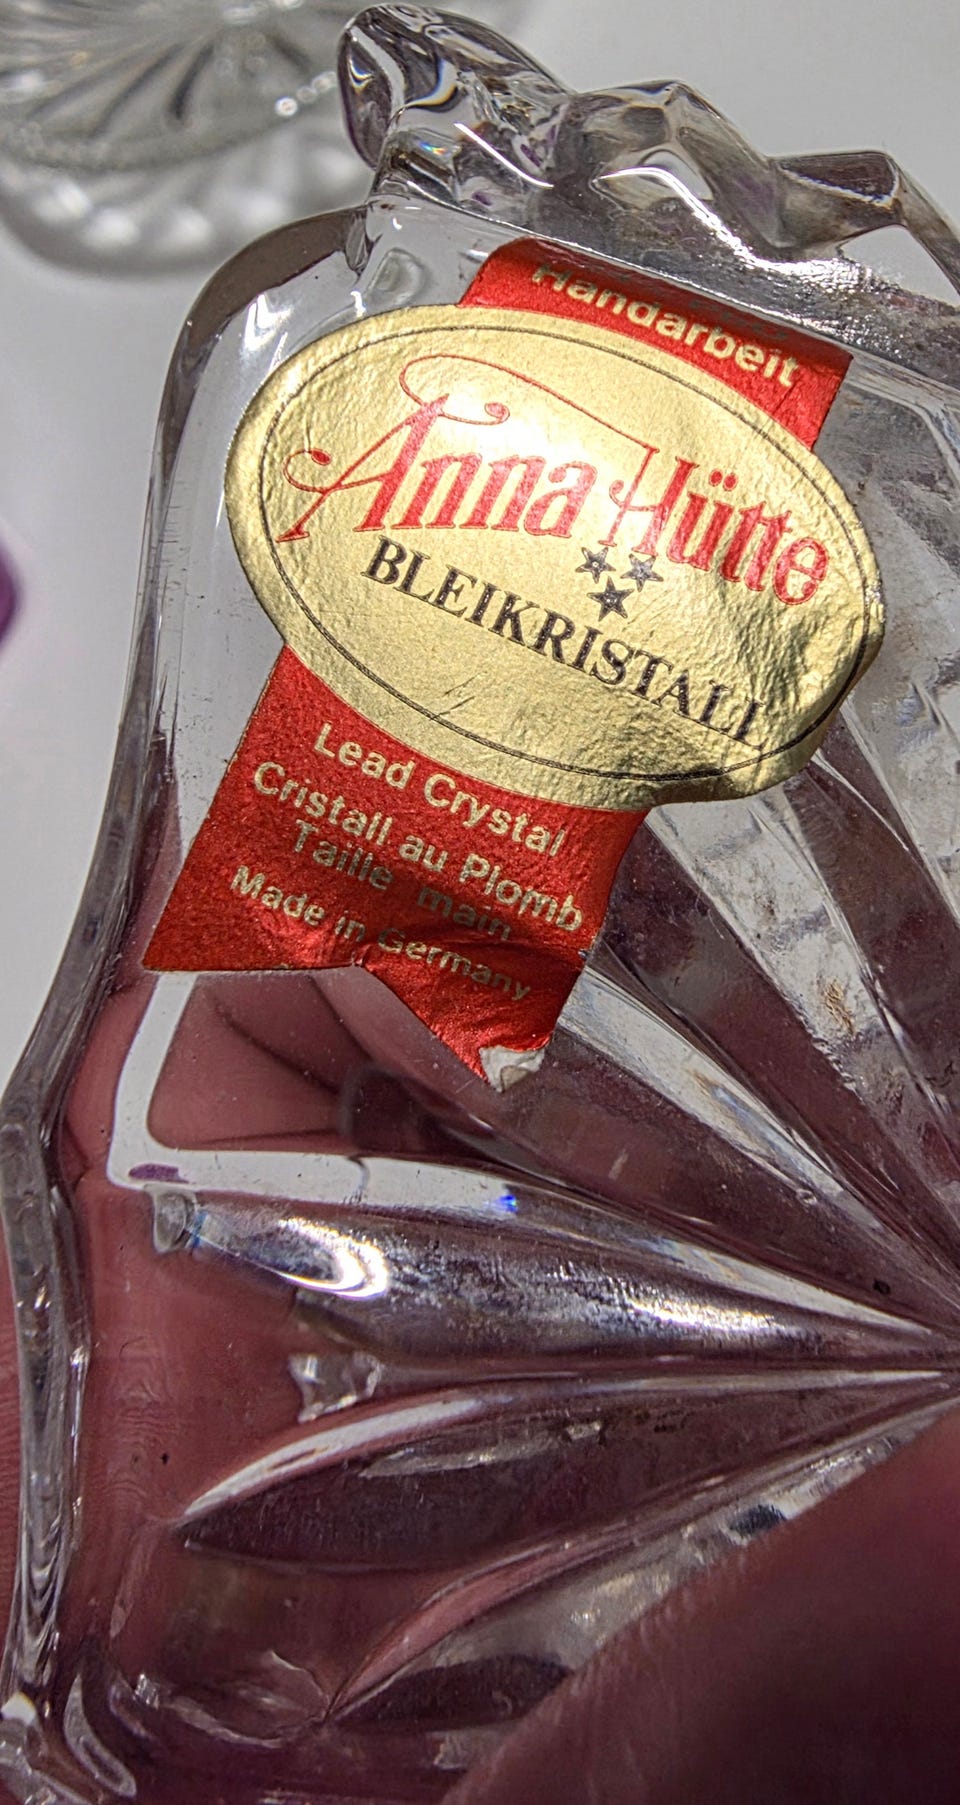 Handarbeit
Anna Hütte
BLEIKRISTALL
Lead Crystal
Cristall au Plomb
Taille main
Made in Germany